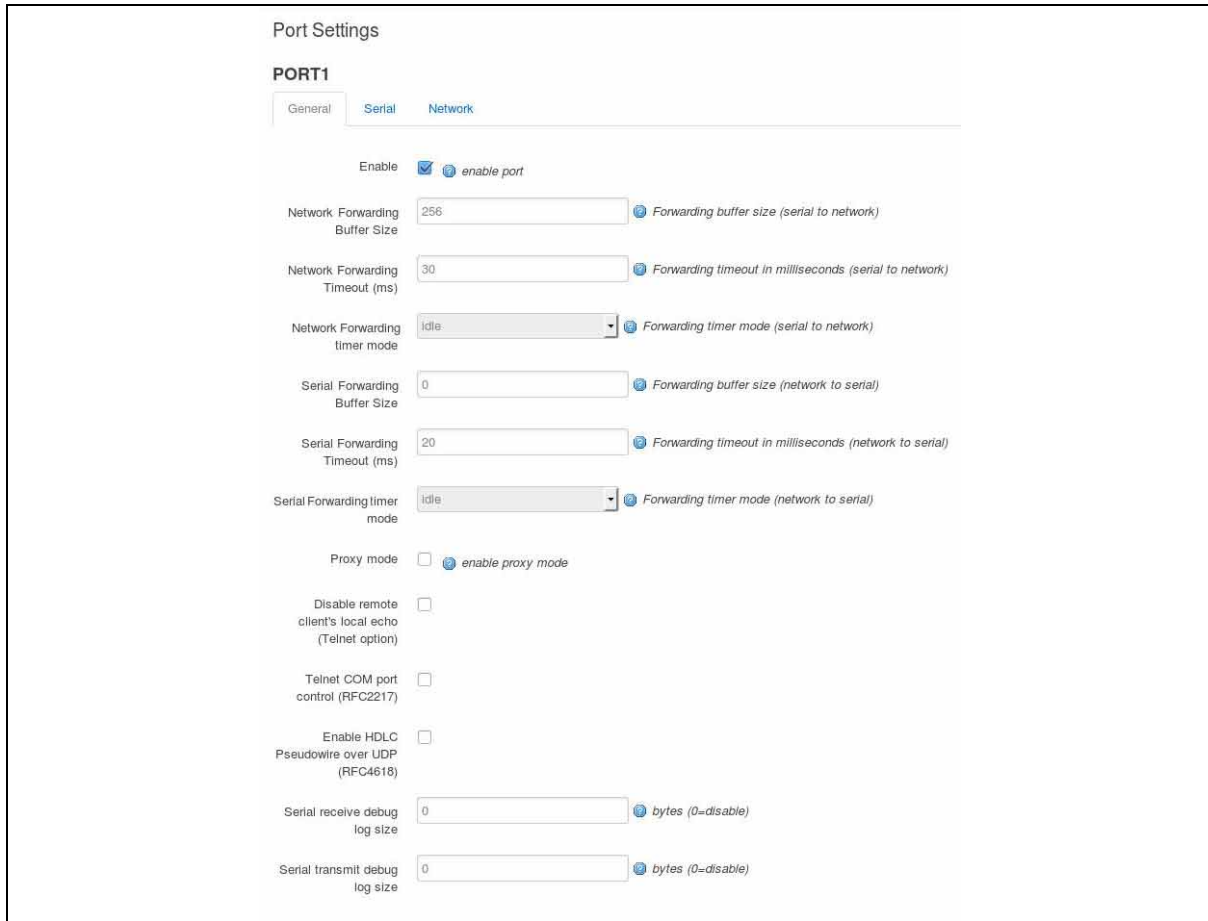 Port Settings
PORT1
General Serial Network
Enable enable port
Network Forwarding
Buffer Size
256 Forwarding buffer size (serial to network)
Network Forwarding
Timeout (ms)
30 Forwarding timeout in milliseconds (serial to network)
Network Forwarding
timer mode
idle Forwarding timer mode (serial to network)
Serial Forwarding
Buffer Size
0 Forwarding buffer size (network to serial)
Serial Forwarding
Timeout (ms)
20 Forwarding timeout in milliseconds (network to serial)
Serial Forwarding timer
mode
idle Forwarding timer mode (network to serial)
Proxy mode enable proxy mode
Disable remote
client's local echo
(Telnet option)
Telnet COM port
control (RFC2217)
Enable HDLC
Pseudowire over UDP
(RFC4618)
Serial receive debug
log size
0 bytes (0=disable)
Serial transmit debug
log size
0 bytes (0=disable)